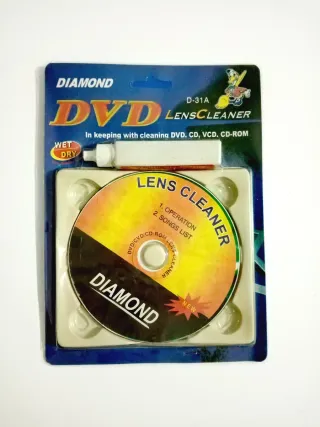 DIAMOND
DVD
D-31A
LENSCLEANER
In keeping with cleaning DVD. CD, VCD. CD-ROM
WET
DRY
LENS CLEANER
1. OPERATION
2. SONGS LIST
DIAMOND